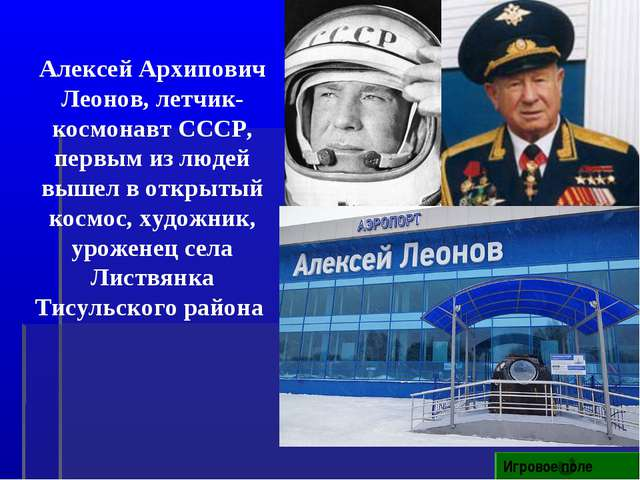 Алексей Архипович
Леонов, летчик-
космонавт СССР,
первым из людей
вышел в открытый
космос, художник,
уроженец села
Листвянка
Тисульского района
СССР
АЭРОПОРТ
Алексей Леонов
Игровое поле